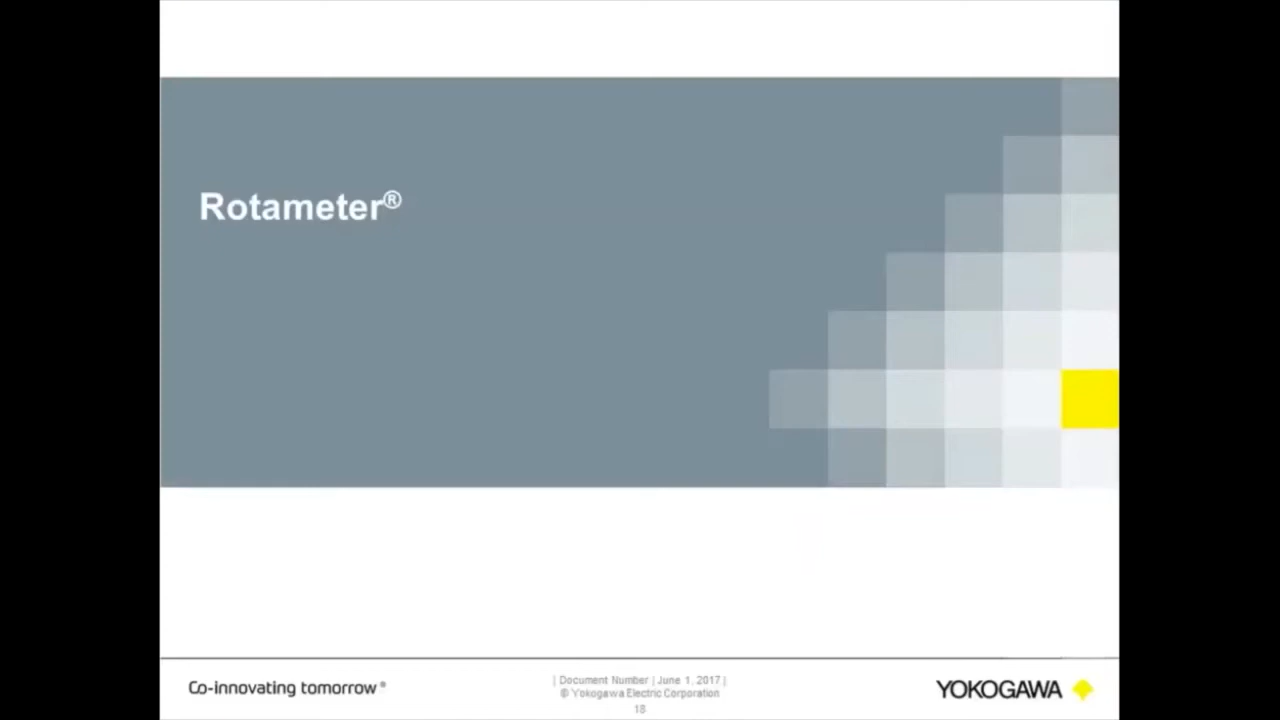 Rotameter®
Co-innovating tomorrow®
| Document Number | June 1, 2017 |
© Yokogawa Electric Corporation
18
YOKOGAWA